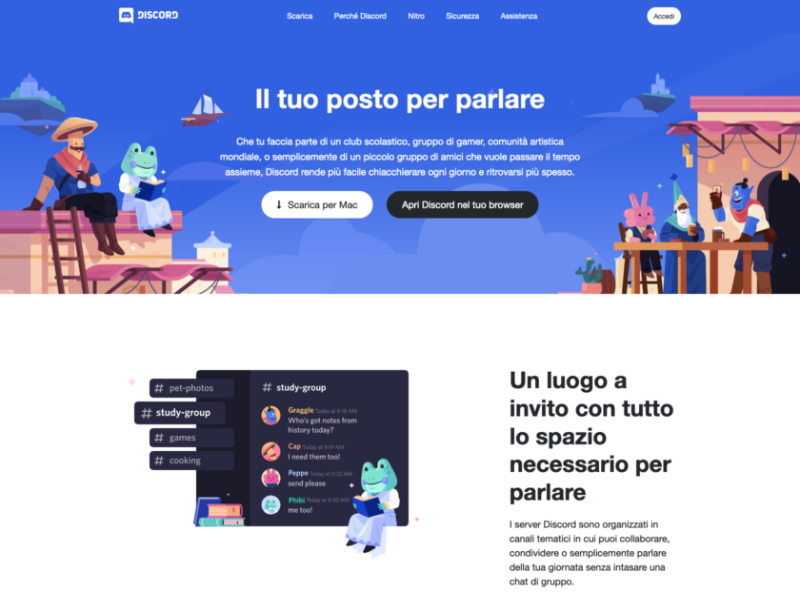 DISCORD
Scarica
Perché Discord
Nitro
Sicurezza
Assistenza
Accedi
Il tuo posto per parlare
Che tu faccia parte di un club scolastico, gruppo di gamer, comunità artistica
mondiale, o semplicemente di un piccolo gruppo di amici che vuole passare il tempo
assieme, Discord rende più facile chiacchierare ogni giorno e ritrovarsi più spesso.
Scarica per Mac
Apri Discord nel tuo browser
# pet-photos
# study-group
# games
# cooking
# study-group
Graggle Today at 9:18 AM
Who's got notes from
history today?
Cap Today at 9:19 AM
I need them too!
Peppe Today at 9:22 AM
send please
Phibi Today at 9:30 AM
me too!
Un luogo a
invito con tutto
lo spazio
necessario per
parlare
I server Discord sono organizzati in
canali tematici in cui puoi collaborare,
condividere o semplicemente parlare
della tua giornata senza intasare una
chat di gruppo.